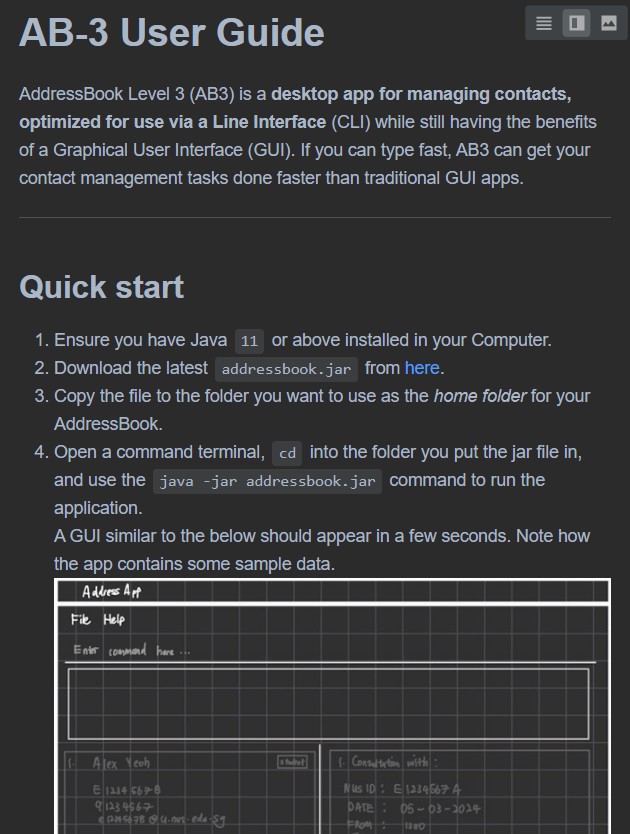 AB-3 User Guide
AddressBook Level 3 (AB3) is a desktop app for managing contacts,
optimized for use via a Line Interface (CLI) while still having the benefits
of a Graphical User Interface (GUI). If you can type fast, AB3 can get your
contact management tasks done faster than traditional GUI apps.
Quick start
1. Ensure you have Java 11 or above installed in your Computer.
2. Download the latest addressbook.jar from here.
3. Copy the file to the folder you want to use as the home folder for your
AddressBook.
4. Open a command terminal, cd into the folder you put the jar file in,
and use the java -jar addressbook.jar command to run the
application.
A GUI similar to the below should appear in a few seconds. Note how
the app contains some sample data.
Address App
File Help
Enter command here ...
1. Alex Yeoh student
E1234567B
91234567
@u.nus.edu.sg
1. Consultation with :
NUS ID : E1234567A
DATE : 05-03-2024
FROM :